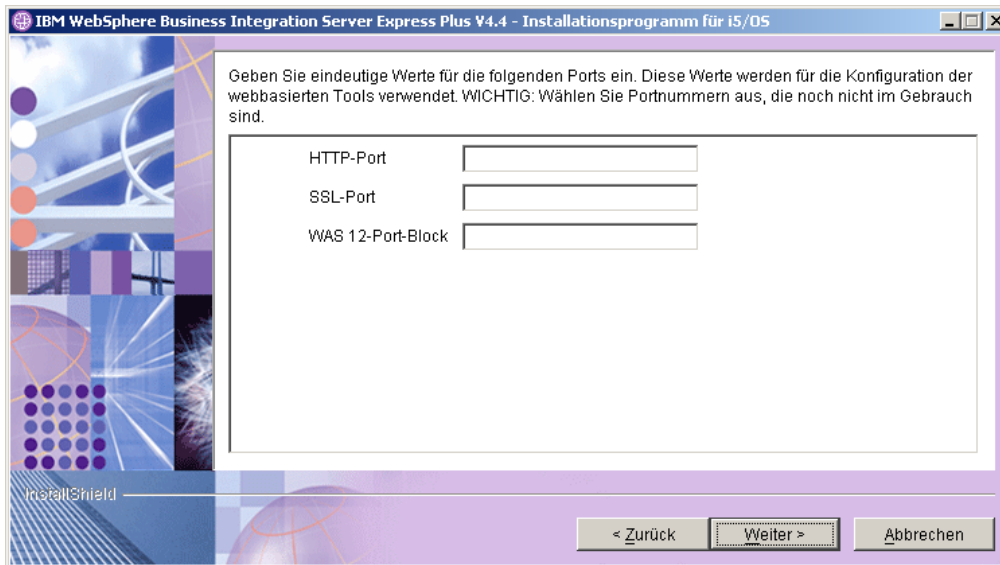 IBM WebSphere Business Integration Server Express Plus V4.4 - Installationsprogramm für i5/OS
Geben Sie eindeutige Werte für die folgenden Ports ein. Diese Werte werden für die Konfiguration der
webbasierten Tools verwendet. WICHTIG: Wählen Sie Portnummern aus, die noch nicht im Gebrauch
sind.
HTTP-Port
SSL-Port
WAS 12-Port-Block
InstallShield
< Zurück
Weiter >
Abbrechen